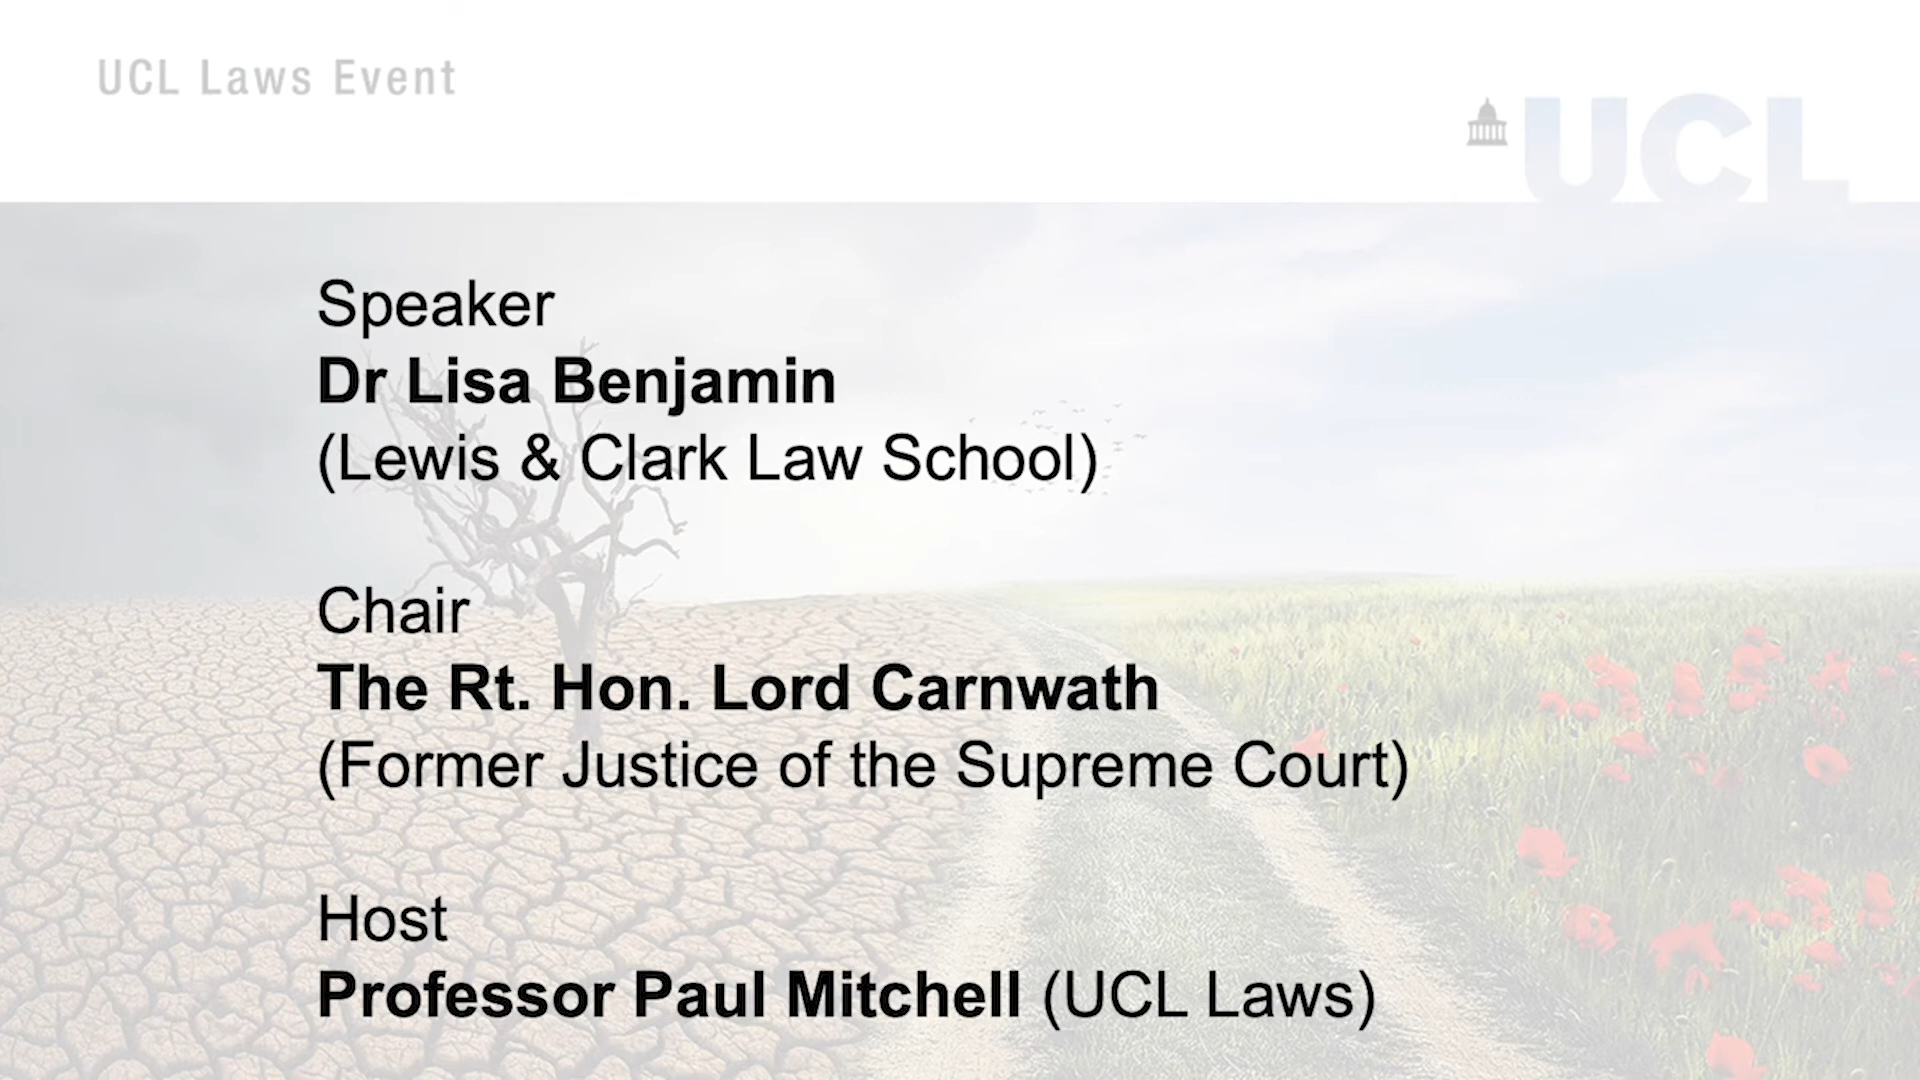 UCL Laws Event
UCL
Speaker
Dr Lisa Benjamin
(Lewis & Clark Law School)
Chair
The Rt. Hon. Lord Carnwath
(Former Justice of the Supreme Court)
Host
Professor Paul Mitchell (UCL Laws)